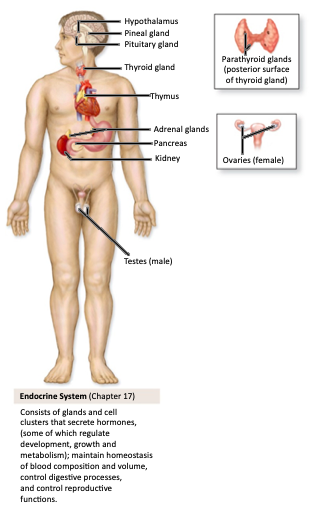 Hypothalamus
Pineal gland
Pituitary gland
Thyroid gland
Thymus
Adrenal glands
Pancreas
Kidney
Testes (male)
Parathyroid glands
(posterior surface
of thyroid gland)
Ovaries (female)
Endocrine System (Chapter 17)
Consists of glands and cell
clusters that secrete hormones,
(some of which regulate
development, growth and
metabolism); maintain homeostasis
of blood composition and volume,
control digestive processes,
and control reproductive
functions.